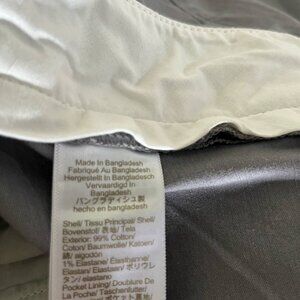 Made In Bangladesh
Fabriqué Au Bangladesh
Hergestellt In Bangladesch
Vervaardigd In
Bangladesh
バングラディシュ製
hecho en bangladesh
Shell/ Tissu Principal/ Shell/
Bovenstof/ 表地/ Tela
Exterior: 99% Cotton/
Coton/ Baumwolle/ Katoen/
綿/ algodón
1% Elastane/ Élasthanne/
Elastan/ Elastaan/ ポリウレ
タン/ elastano
Pocket Lining/ Doublure De
La Poche/ Taschenfutter/